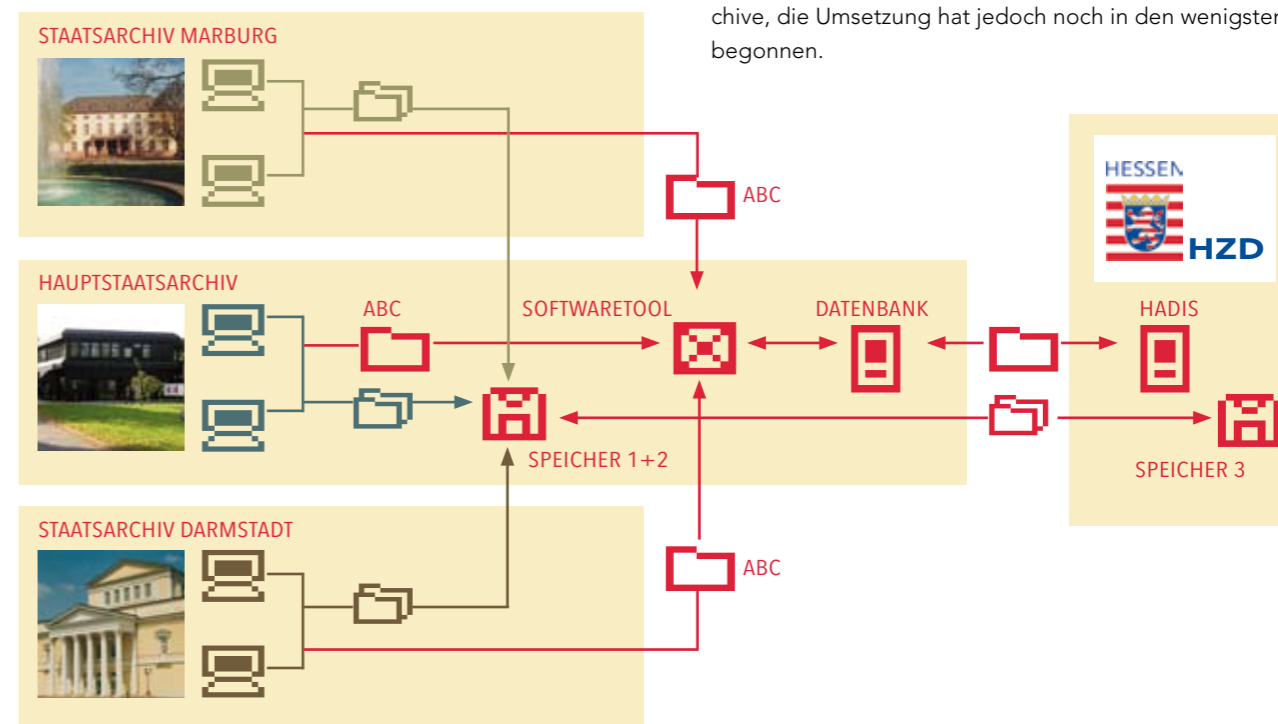 chive, die Umsetzung hat jedoch noch in den wenigsten
begonnen.
STAATSARCHIV MARBURG
ABC
HESSEN
HZD
HAUPTSTAATSARCHIV
ABC
SOFTWARETOOL
DATENBANK
HADIS
SPEICHER 1+2
SPEICHER 3
STAATSARCHIV DARMSTADT
ABC